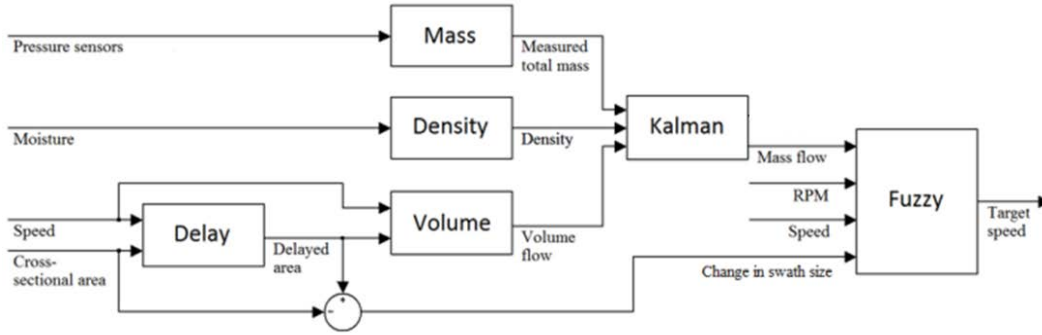 Mass
Pressure sensors
Measured
total mass
Density
Kalman
Moisture
Density
Mass flow
RPM
Fuzzy
Speed
Delay
Volume
Speed
Target
speed
Cross-
sectional area
Delayed
area
Volume
flow
Change in swath size
-
+